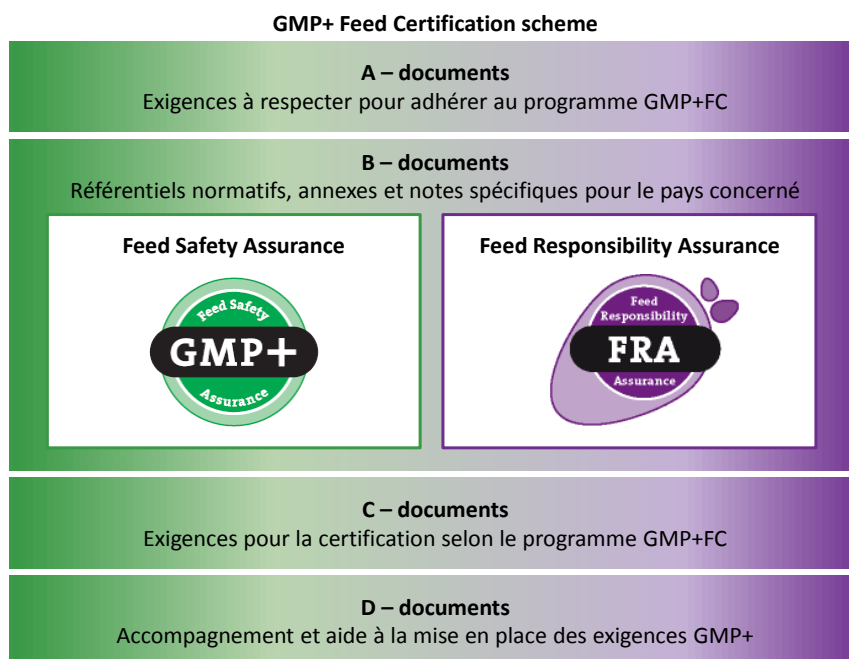 GMP+ Feed Certification scheme
A – documents
Exigences à respecter pour adhérer au programme GMP+FC
B – documents
Référentiels normatifs, annexes et notes spécifiques pour le pays concerné
Feed Safety Assurance
Feed Safety
GMP+
Assurance
Feed Responsibility Assurance
Feed
Responsibility
FRA
Assurance
C – documents
Exigences pour la certification selon le programme GMP+FC
D – documents
Accompagnement et aide à la mise en place des exigences GMP+